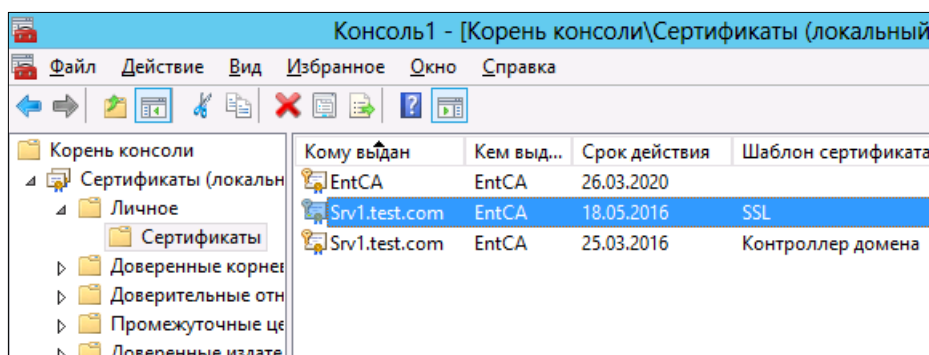 Консоль1 - [Корень консоли\Сертификаты (локальный
Файл Действие Вид Избранное Окно Справка
Корень консоли
Сертификаты (локальн
Личное
Сертификаты
Доверенные корнев
Доверительные отн
Промежуточные це
Доверенные издате
Кому выдан Кем выд... Срок действия Шаблон сертификата
EntCA EntCA 26.03.2020
Srv1.test.com EntCA 18.05.2016 SSL
Srv1.test.com EntCA 25.03.2016 Контроллер домена